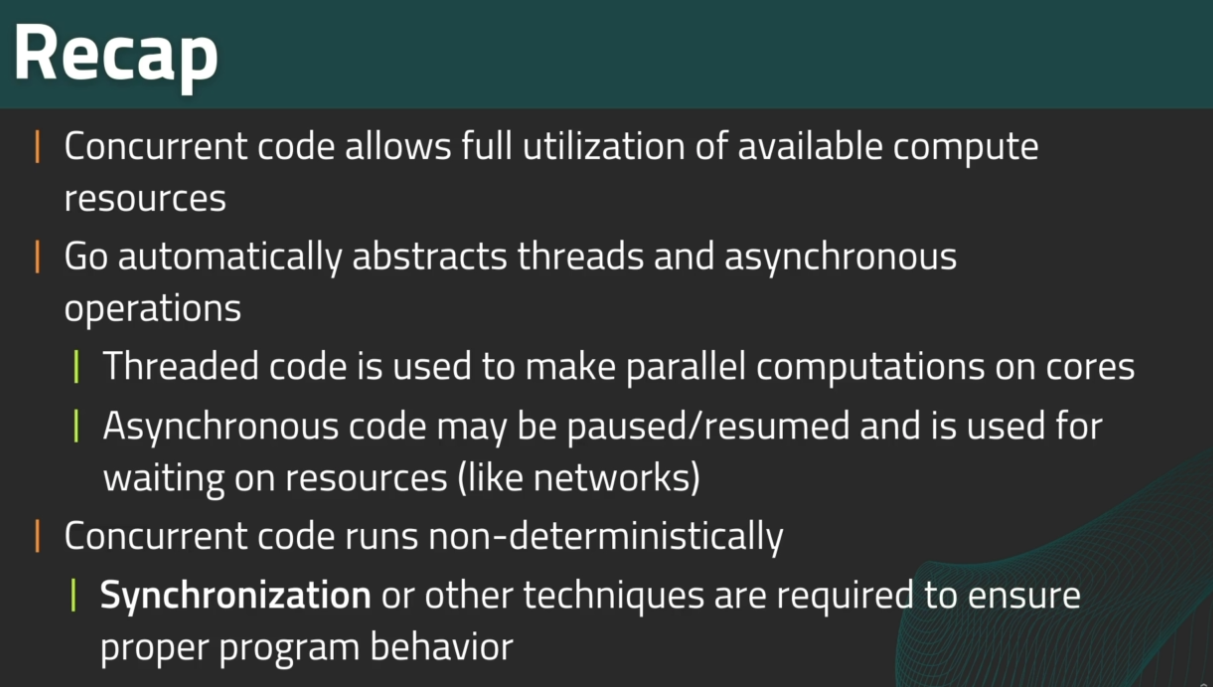 Recap
Concurrent code allows full utilization of available compute
resources
Go automatically abstracts threads and asynchronous
operations
Threaded code is used to make parallel computations on cores
Asynchronous code may be paused/resumed and is used for
waiting on resources (like networks)
Concurrent code runs non-deterministically
Synchronization or other techniques are required to ensure
proper program behavior